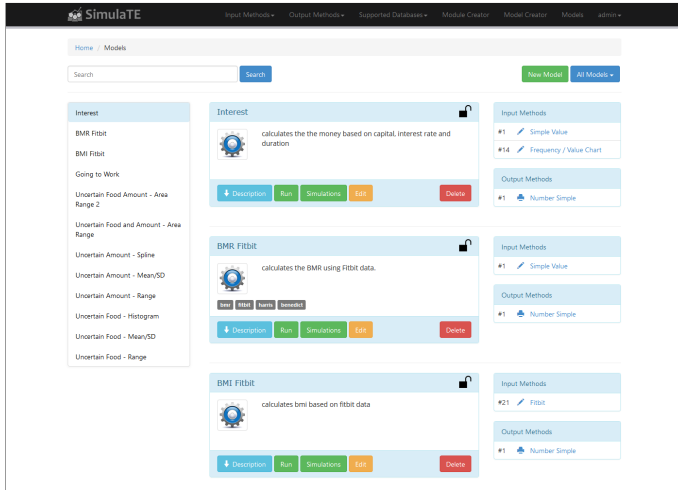 SimulaTE
Input Methods Output Methods Supported Databases Module Creator Model Creator Models admin
Home / Models
Search
Search
New Model
All Models
Interest
BMR Fitbit
BMI Fitbit
Going to Work
Uncertain Food Amount - Area
Range 2
Uncertain Food and Amount - Area
Range
Uncertain Amount - Spline
Uncertain Amount - Mean/SD
Uncertain Amount - Range
Uncertain Food - Histogram
Uncertain Food - Mean/SD
Uncertain Food - Range
Interest
calculates the the money based on capital, interest rate and
duration
Description Run Simulations Edit Delete
Input Methods
#1 Simple Value
#14 Frequency / Value Chart
Output Methods
#1 Number Simple
BMR Fitbit
calculates the BMR using Fitbit data.
bmr fitbit harris benedict
Description Run Simulations Edit Delete
Input Methods
#1 Simple Value
Output Methods
#1 Number Simple
BMI Fitbit
calculates bmi based on fitbit data
Description Run Simulations Edit Delete
Input Methods
#21 Fitbit
Output Methods
#1 Number Simple